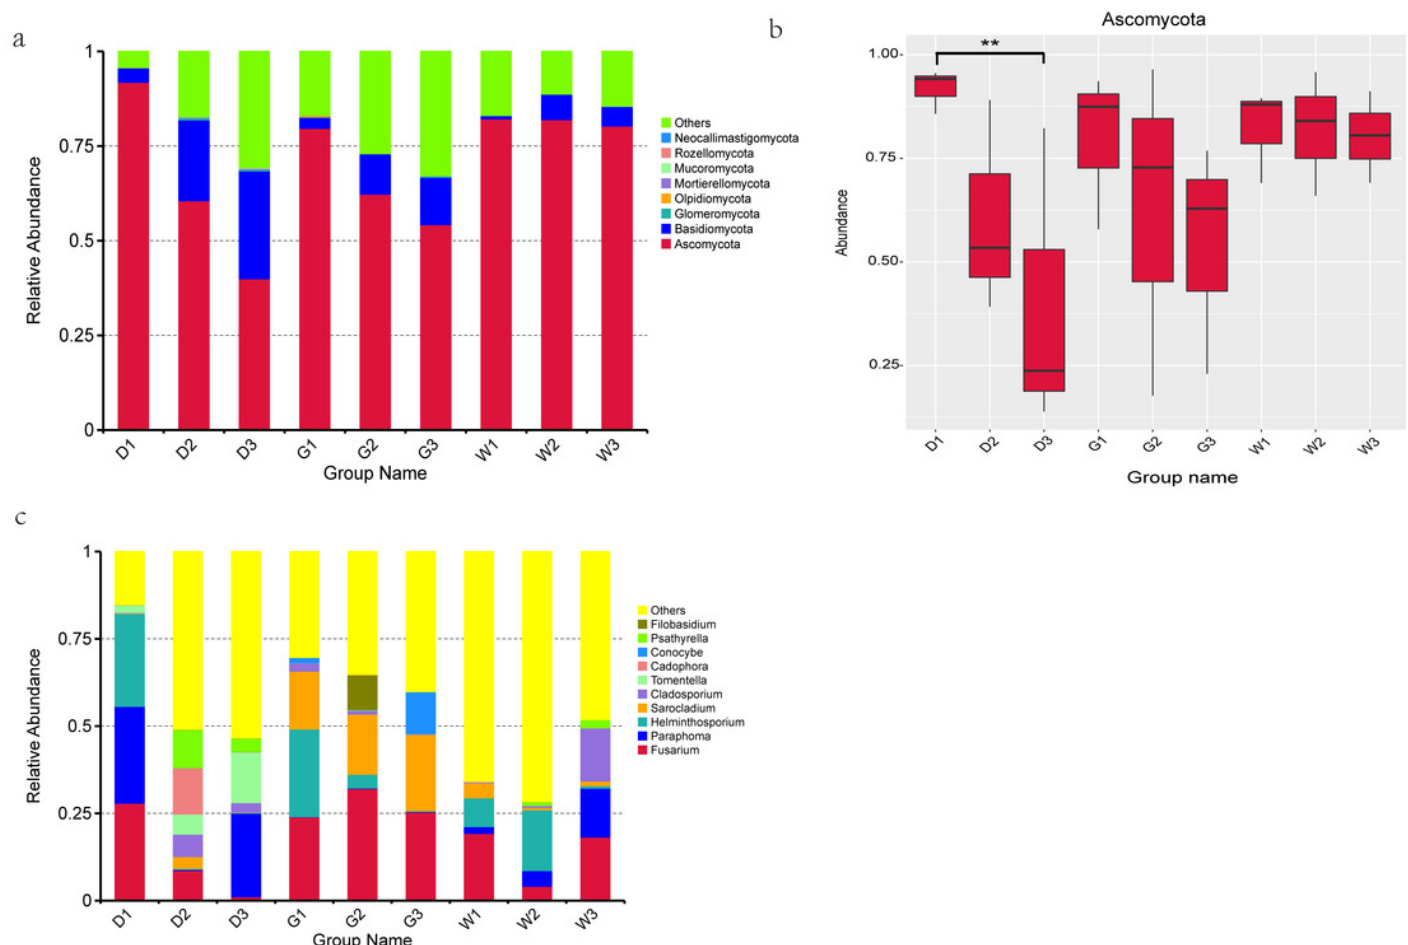 a
Relative Abundance
1
0.75
0.5
0.25
0
D1 D2 D3 G1 G2 G3 W1 W2 W3
Group Name
Others
Neocallimastigomycota
Rozellomycota
Mucoromycota
Mortierellomycota
Olpidiomycota
Glomeromycota
Basidiomycota
Ascomycota
b
Ascomycota
**
Abundance
1.00
0.75
0.50
0.25
D1 D2 D3 G1 G2 G3 W1 W2 W3
Group name
c
Relative Abundance
1
0.75
0.5
0.25
0
D1 D2 D3 G1 G2 G3 W1 W2 W3
Group Name
Others
Filobasidium
Psathyrella
Conocybe
Cadophora
Tomentella
Cladosporium
Sarocladium
Helminthosporium
Paraphoma
Fusarium